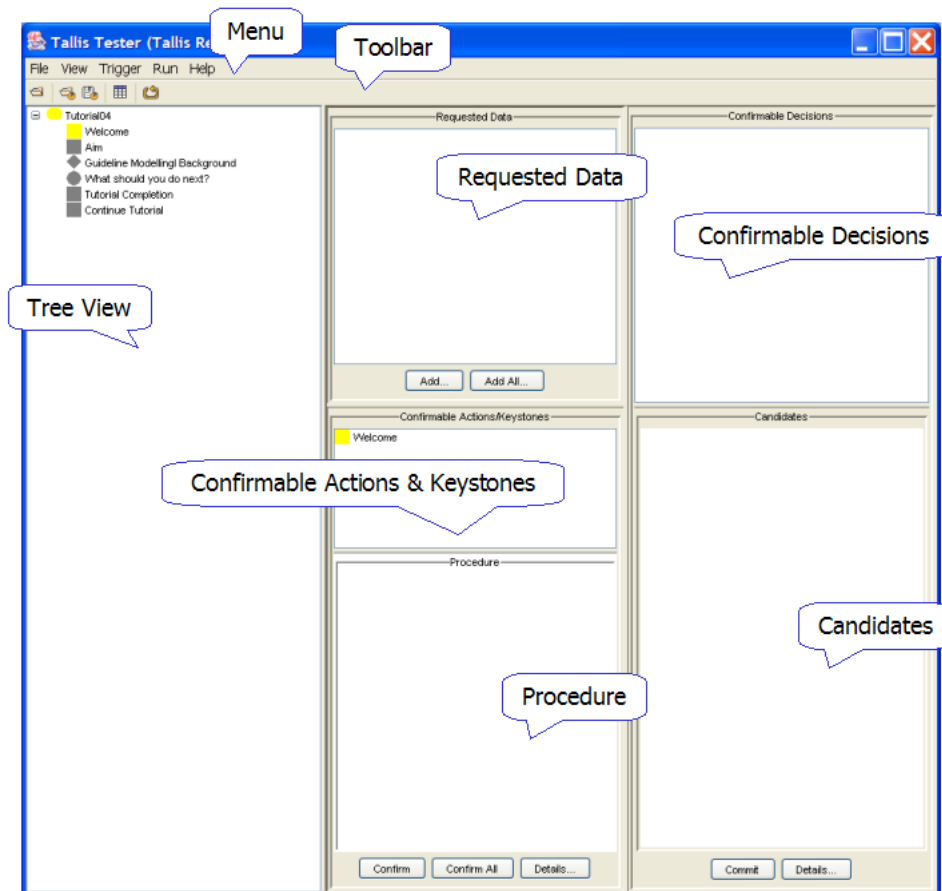 Menu
Toolbar
Tallis Tester (Tallis Re
File View Trigger Run Help
Tutorial04
Welcome
Aim
Guideline Modellingl Background
What should you do next?
Tutorial Completion
Continue Tutorial
Tree View
Requested Data
Requested Data
Add... Add All...
Confirmable Decisions
Confirmable Decisions
Confirmable Actions/Keystones
Welcome
Confirmable Actions & Keystones
Procedure
Procedure
Confirm Confirm All Details...
Candidates
Candidates
Commit Details...